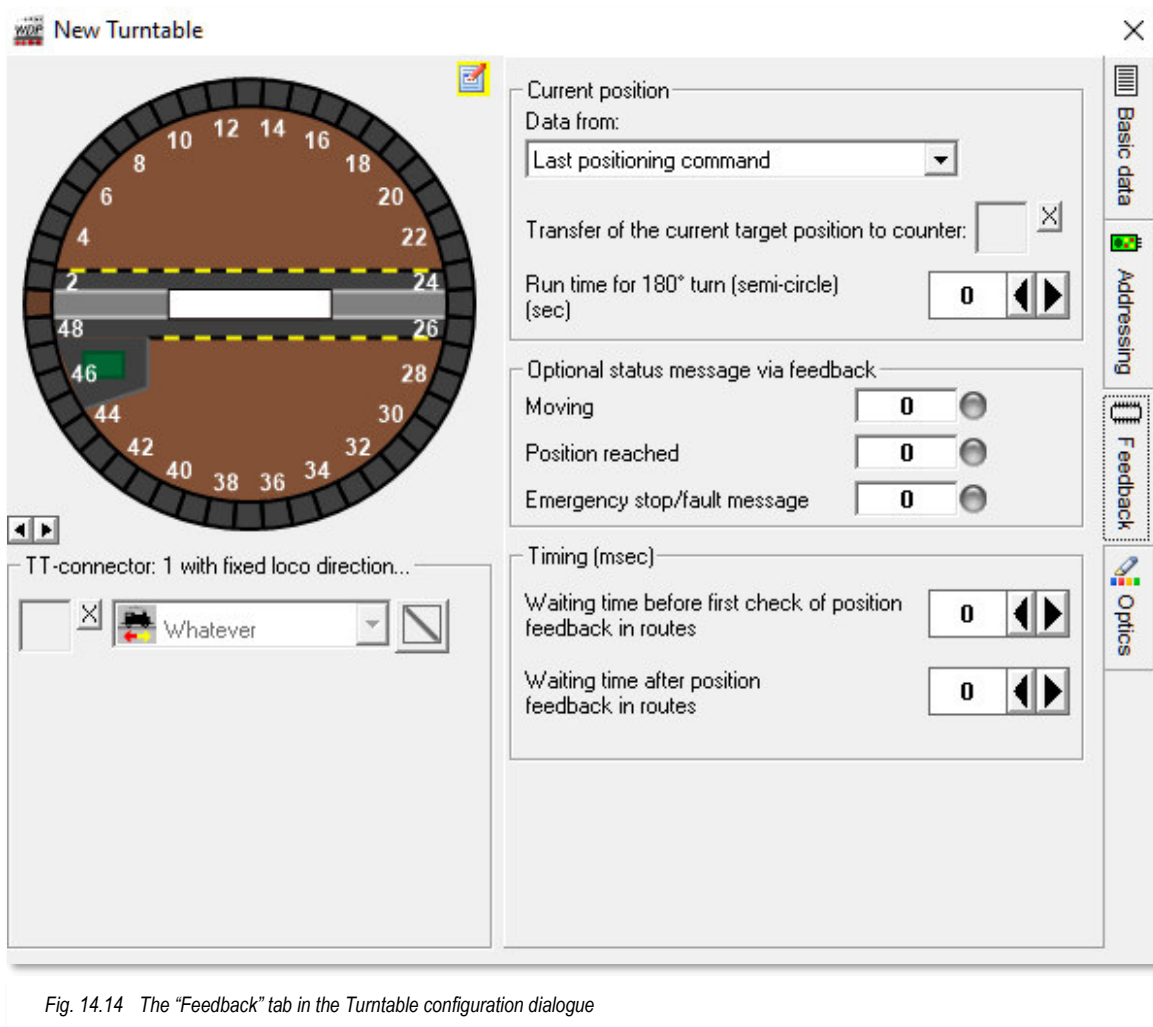 WDP New Turntable
10 12 14 16
8 18
6 20
4 22
2 24
48 26
46 28
44 30
42 32
40 38 36 34
TT-connector: 1 with fixed loco direction...
X Whatever
Current position
Data from:
Last positioning command
Transfer of the current target position to counter: X
Run time for 180° turn (semi-circle)
(sec) 0
Optional status message via feedback
Moving 0
Position reached 0
Emergency stop/fault message 0
Timing (msec)
Waiting time before first check of position
feedback in routes 0
Waiting time after position
feedback in routes 0
Basic data
Addressing
Feedback
Optics
Fig. 14.14 The “Feedback” tab in the Turntable configuration dialogue